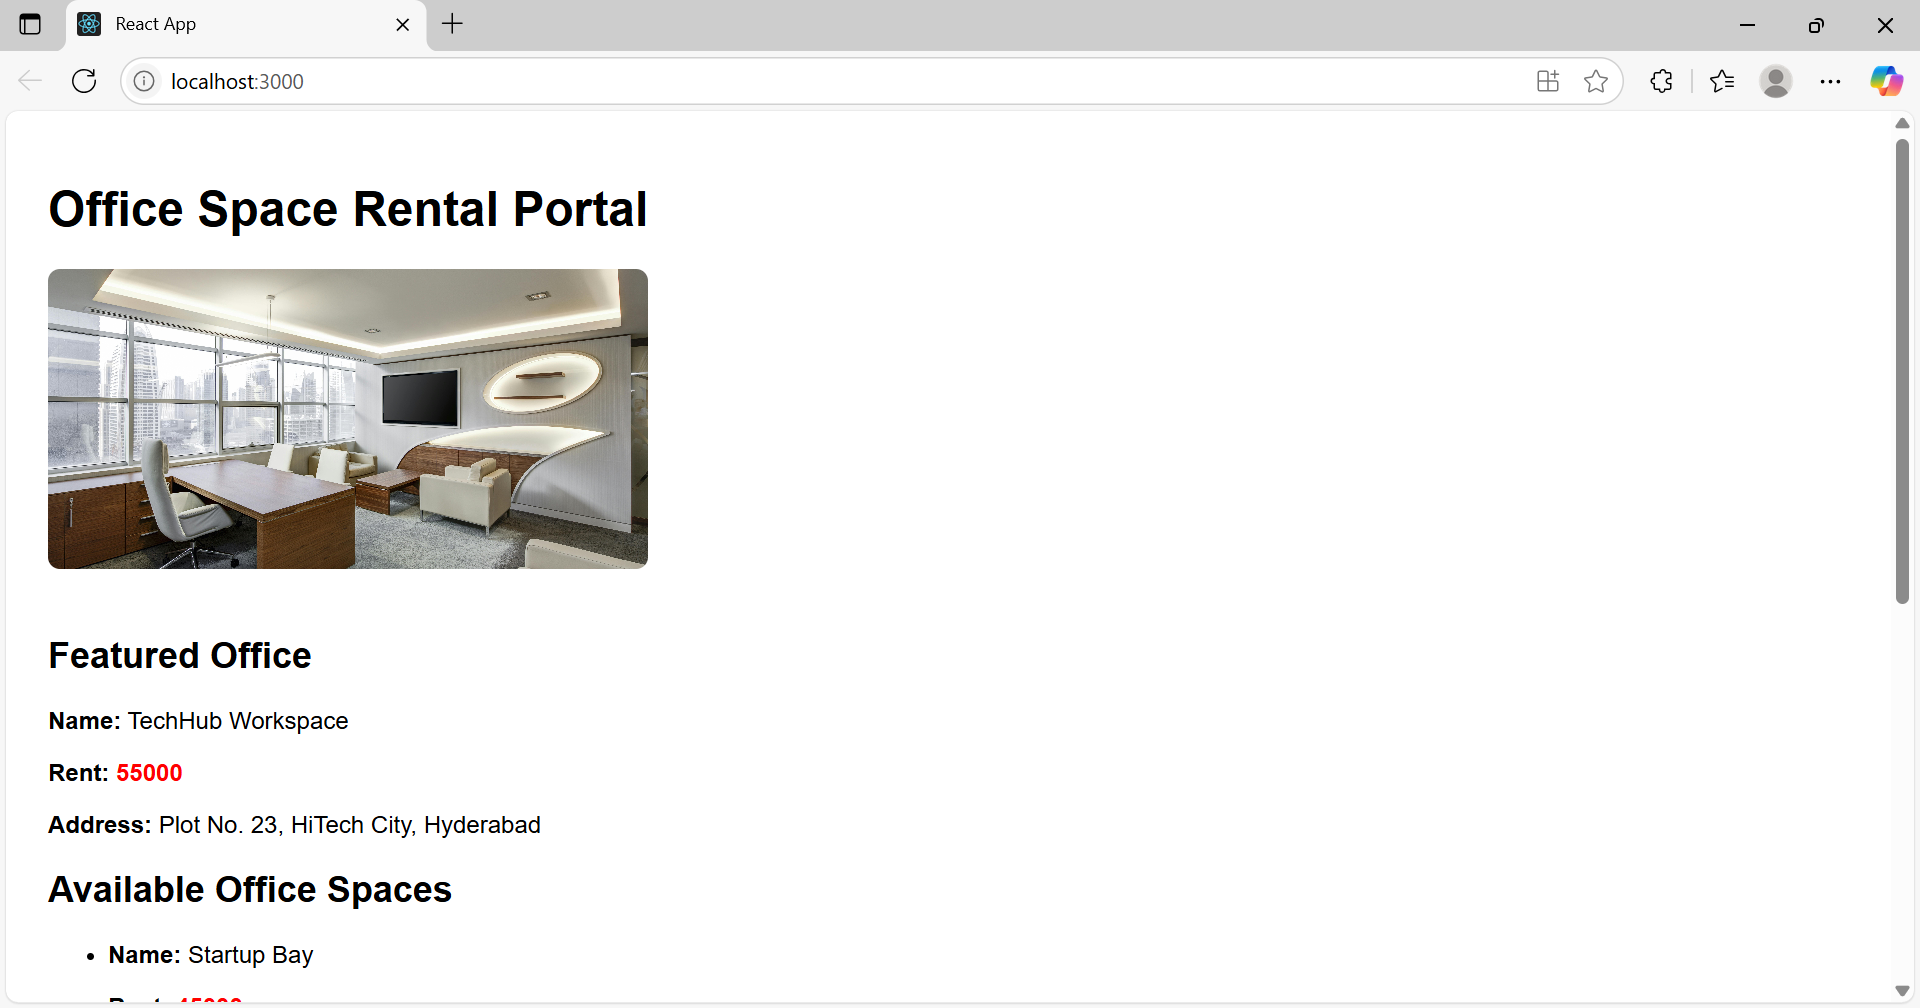 React App
localhost:3000
Office Space Rental Portal
Featured Office
Name: TechHub Workspace
Rent: 55000
Address: Plot No. 23, HiTech City, Hyderabad
Available Office Spaces
• Name: Startup Bay